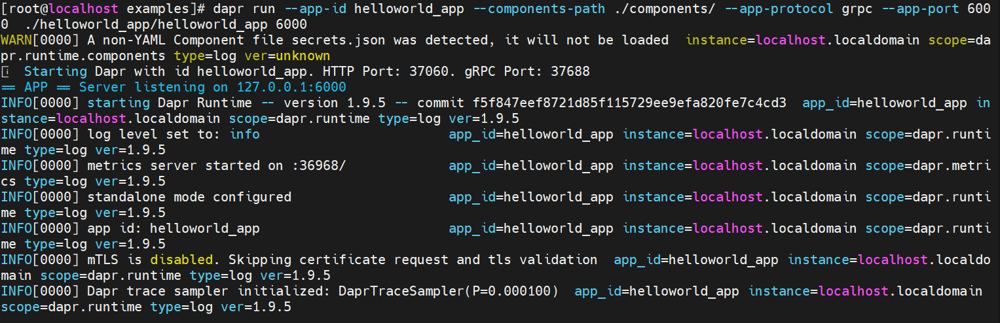 [root@localhost examples]# dapr run --app-id helloworld_app --components-path ./components/ --app-protocol grpc --app-port 600
0  ./helloworld_app/helloworld_app 6000
WARN[0000] A non-YAML Component file secrets.json was detected, it will not be loaded  instance=localhost.localdomain scope=da
pr.runtime.components type=log ver=unknown
Starting Dapr with id helloworld_app. HTTP Port: 37060. gRPC Port: 37688
== APP == Server listening on 127.0.0.1:6000
INFO[0000] starting Dapr Runtime -- version 1.9.5 -- commit f5f847eef8721d85f115729ee9efa820fe7c4cd3  app_id=helloworld_app in
stance=localhost.localdomain scope=dapr.runtime type=log ver=1.9.5
INFO[0000] log level set to: info                        app_id=helloworld_app instance=localhost.localdomain scope=dapr.runti
me type=log ver=1.9.5
INFO[0000] metrics server started on :36968/             app_id=helloworld_app instance=localhost.localdomain scope=dapr.metri
cs type=log ver=1.9.5
INFO[0000] standalone mode configured                    app_id=helloworld_app instance=localhost.localdomain scope=dapr.runti
me type=log ver=1.9.5
INFO[0000] app id: helloworld_app                        app_id=helloworld_app instance=localhost.localdomain scope=dapr.runti
me type=log ver=1.9.5
INFO[0000] mTLS is disabled. Skipping certificate request and tls validation  app_id=helloworld_app instance=localhost.localdo
main scope=dapr.runtime type=log ver=1.9.5
INFO[0000] Dapr trace sampler initialized: DaprTraceSampler(P=0.000100)  app_id=helloworld_app instance=localhost.localdomain
scope=dapr.runtime type=log ver=1.9.5